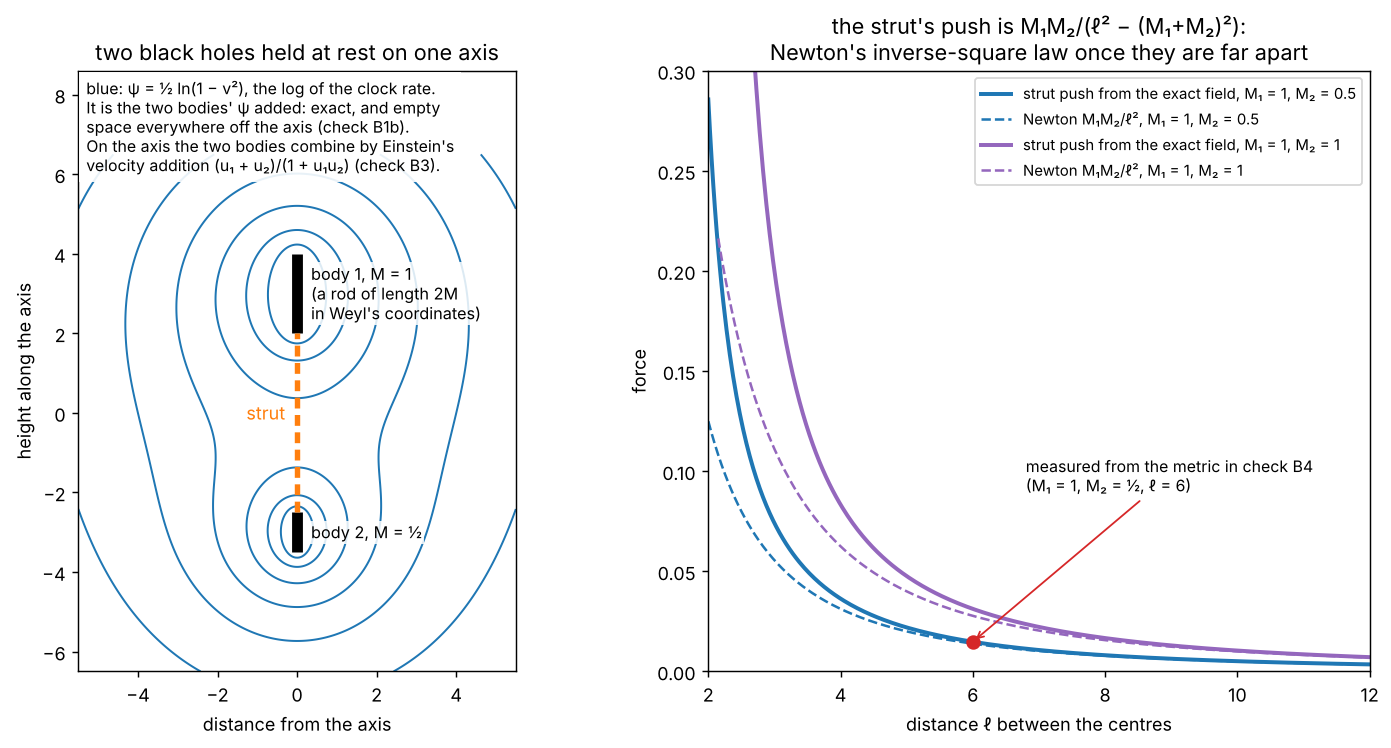 two black holes held at rest on one axis
blue: ψ = ½ ln(1 − v²), the log of the clock rate.
It is the two bodies' ψ added: exact, and empty
space everywhere off the axis (check B1b).
On the axis the two bodies combine by Einstein's
velocity addition (u₁ + u₂)/(1 + u₁u₂) (check B3).
body 1, M = 1
(a rod of length 2M
in Weyl's coordinates)
strut
body 2, M = ½
8
6
4
2
0
−2
−4
−6
−4
−2
0
2
4
height along the axis
distance from the axis
the strut's push is M₁M₂/(ℓ² − (M₁+M₂)²):
Newton's inverse-square law once they are far apart
strut push from the exact field, M₁ = 1, M₂ = 0.5
Newton M₁M₂/ℓ², M₁ = 1, M₂ = 0.5
strut push from the exact field, M₁ = 1, M₂ = 1
Newton M₁M₂/ℓ², M₁ = 1, M₂ = 1
measured from the metric in check B4
(M₁ = 1, M₂ = ½, ℓ = 6)
0.30
0.25
0.20
0.15
0.10
0.05
0.00
2
4
6
8
10
12
force
distance ℓ between the centres